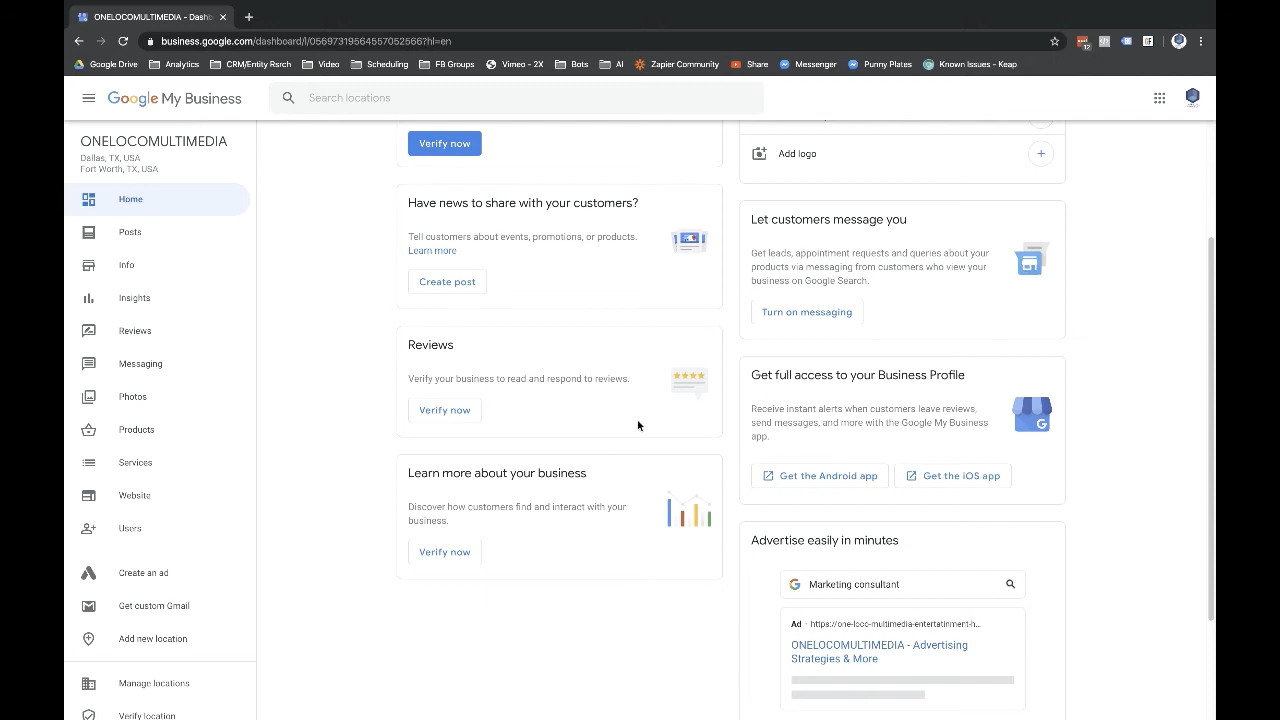 ONELOCOMULTIMEDIA - Dashb
business.google.com/dashboard/l/05697319564557052566?hl=en
12
Google Drive Analytics CRM/Entity Rsrch Video Scheduling FB Groups Vimeo - 2X Bots AI Zapier Community Share Messenger Punny Plates Known Issues - Keap
Google My Business
Search locations
ONELOCOMULTIMEDIA
Dallas, TX, USA
Fort Worth, TX, USA
Home
Posts
Info
Insights
Reviews
Messaging
Photos
Products
Services
Website
Users
Create an ad
Get custom Gmail
Add new location
Manage locations
Verify location
Verify now
Have news to share with your customers?
Tell customers about events, promotions, or products.
Learn more
Create post
Reviews
Verify your business to read and respond to reviews.
Verify now
Learn more about your business
Discover how customers find and interact with your
business.
Verify now
Add logo
Let customers message you
Get leads, appointment requests and queries about your
products via messaging from customers who view your
business on Google Search.
Turn on messaging
Get full access to your Business Profile
Receive instant alerts when customers leave reviews,
send messages, and more with the Google My Business
app.
Get the Android app
Get the iOS app
Advertise easily in minutes
Marketing consultant
Ad · https://one-loco-multimedia-entertatinment-h...
ONELOCOMULTIMEDIA - Advertising
Strategies & More